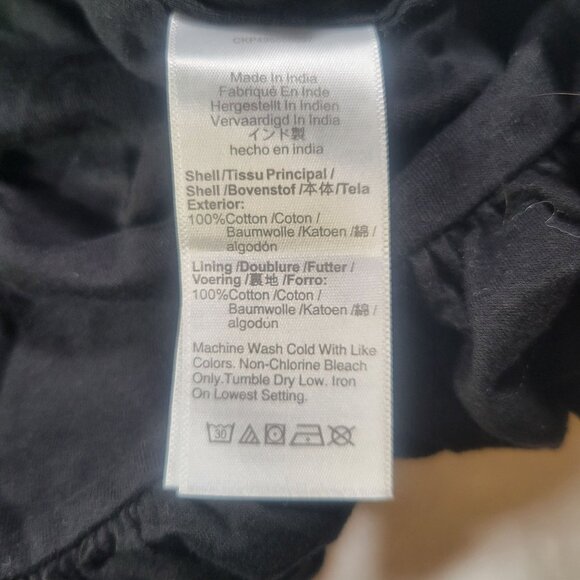 Made In India
Fabriqué En Inde
Hergestellt In Indien
Vervaardigd In India
インド製
hecho en india
Shell/Tissu Principal/
Shell/Bovenstof/本体/Tela
Exterior:
100%Cotton/Coton/
Baumwolle/Katoen/綿/
algodón
Lining/Doublure/Futter/
Voering/裏地/Forro:
100%Cotton/Coton/
Baumwolle/Katoen/綿/
algodon
Machine Wash Cold With Like
Colors. Non-Chlorine Bleach
Only.Tumble Dry Low. Iron
On Lowest Setting.
30